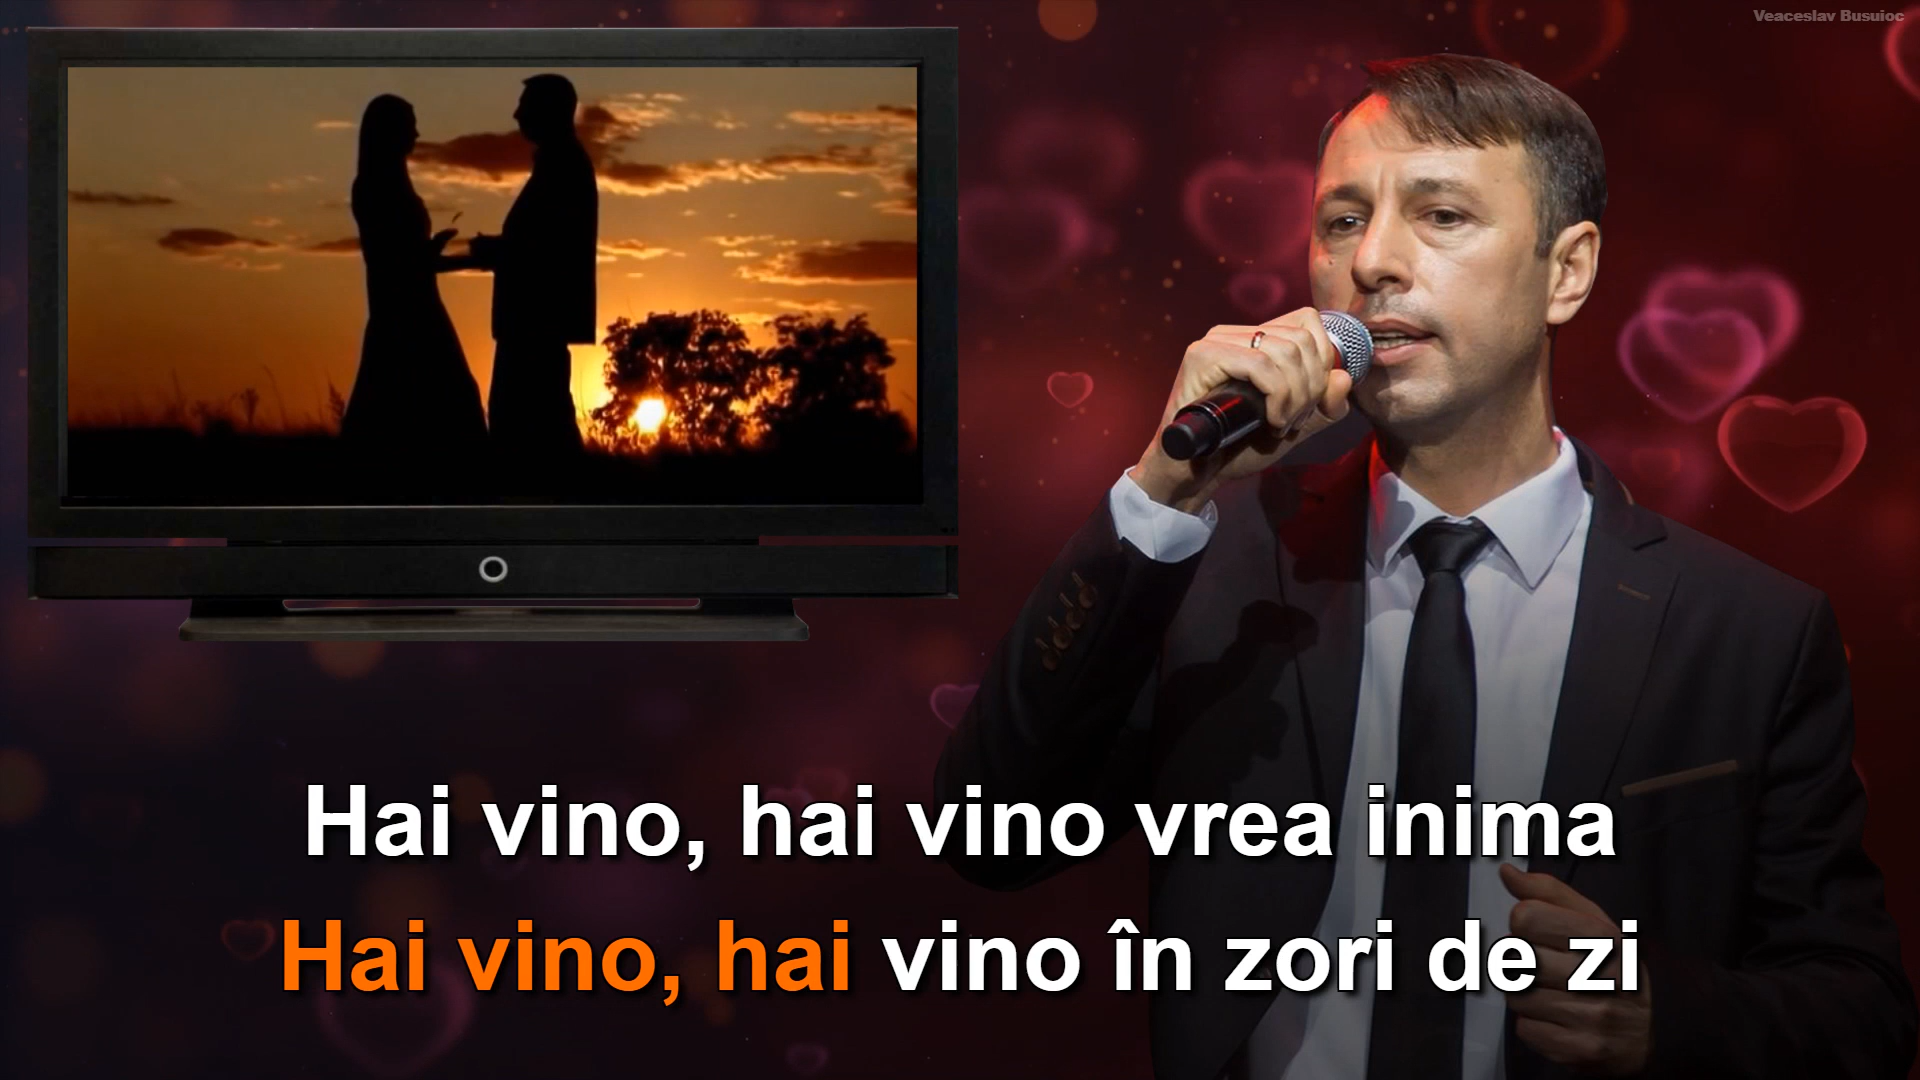 Veaceslav Busuioc
Hai vino, hai vino vrea inima
Hai vino, hai vino în zori de zi